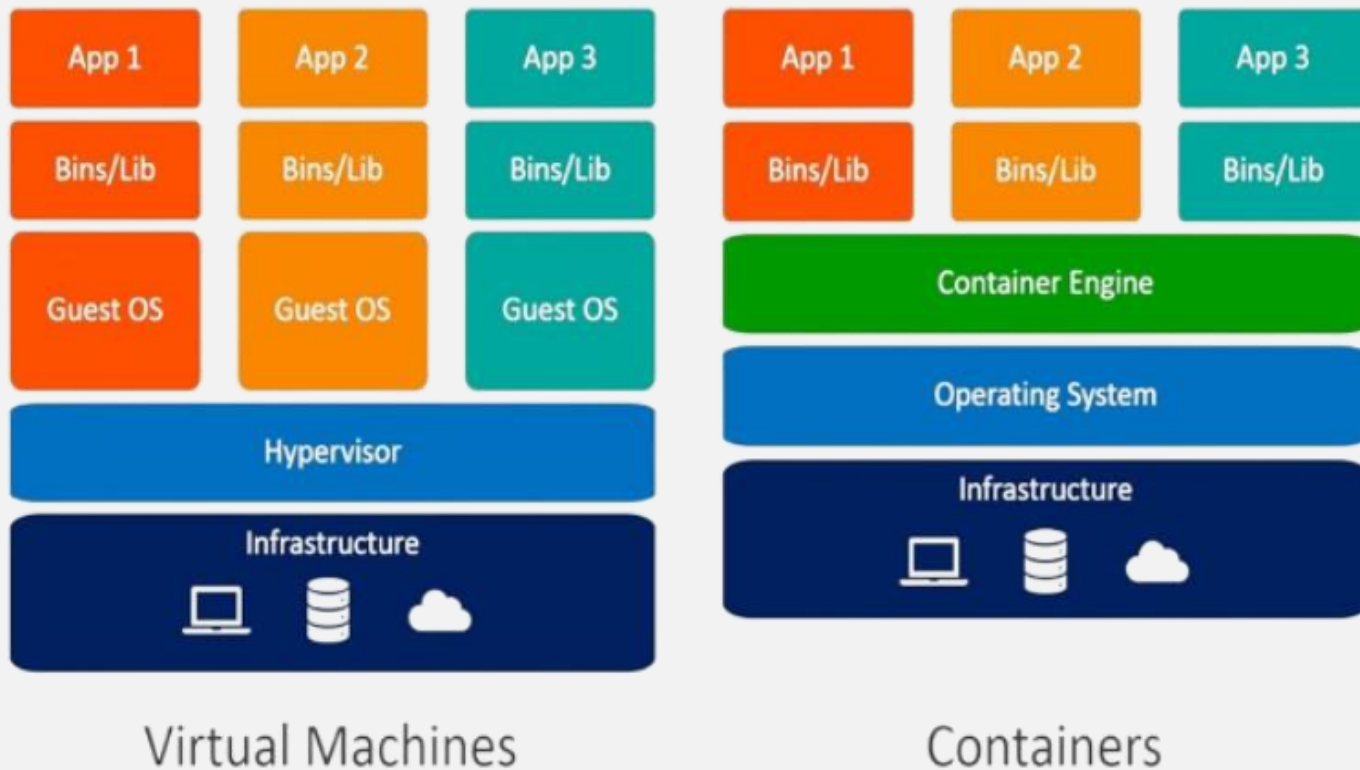 App 1
App 2
App 3
Bins/Lib
Bins/Lib
Bins/Lib
Guest OS
Guest OS
Guest OS
Hypervisor
Infrastructure
Virtual Machines
App 1
App 2
App 3
Bins/Lib
Bins/Lib
Bins/Lib
Container Engine
Operating System
Infrastructure
Containers